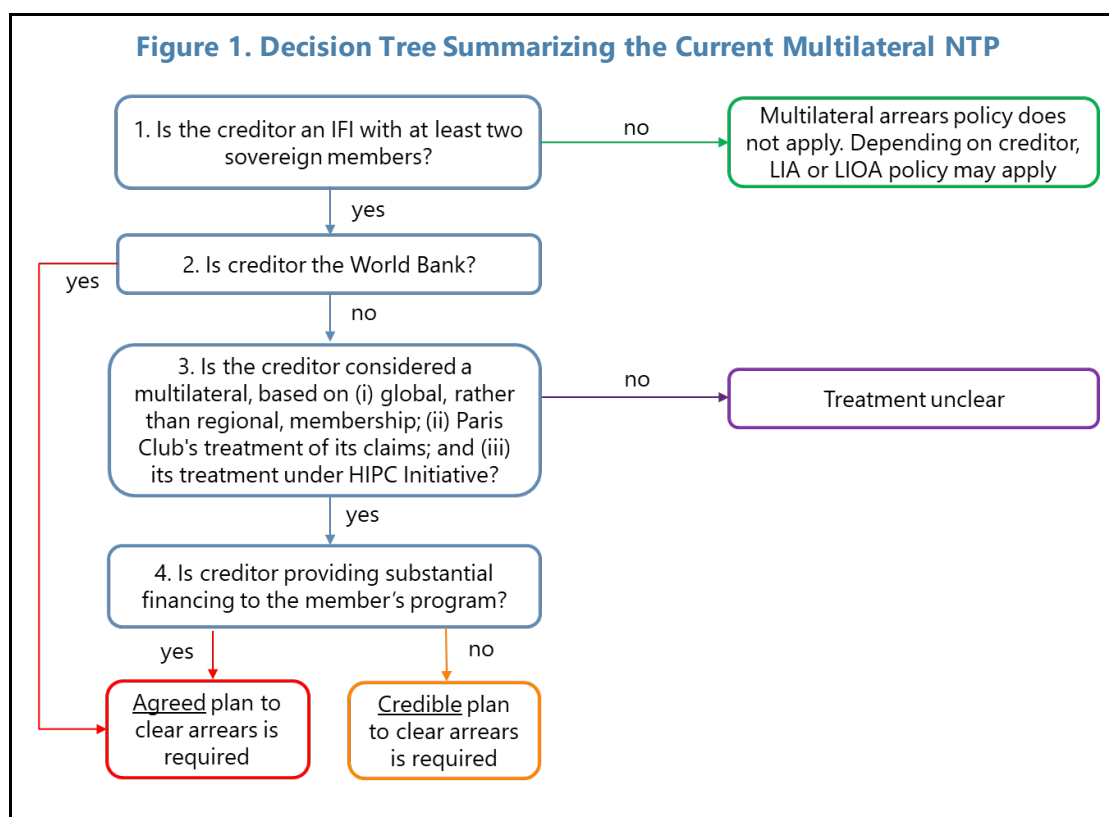 Figure 1. Decision Tree Summarizing the Current Multilateral NTP
1. Is the creditor an IFI with at least two
sovereign members?
no
Multilateral arrears policy does
not apply. Depending on creditor,
LIA or LIOA policy may apply
yes
2. Is creditor the World Bank?
yes
no
3. Is the creditor considered a
multilateral, based on (i) global, rather
than regional, membership; (ii) Paris
Club's treatment of its claims; and (iii)
its treatment under HIPC Initiative?
no
Treatment unclear
yes
4. Is creditor providing substantial
financing to the member’s program?
yes
no
Agreed plan to
clear arrears is
required
Credible plan
to clear arrears
is required